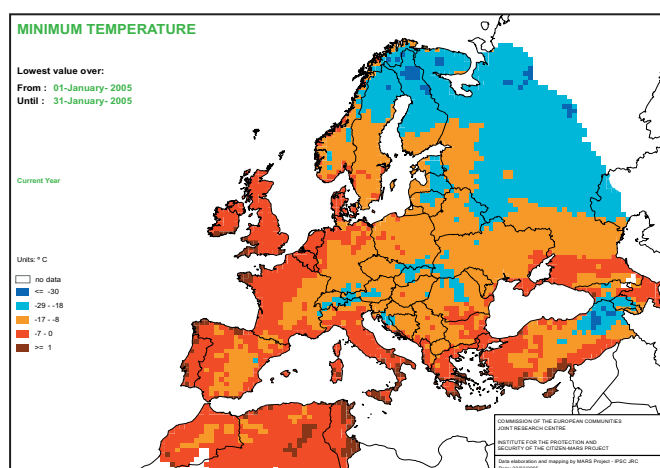 MINIMUM TEMPERATURE
Lowest value over:
From : 01-January- 2005
Until : 31-January- 2005
Current Year
Units: º C
no data
<= -30
-29 - -18
-17 - -8
-7 - 0
>= 1
COMMISSION OF THE EUROPEAN COMMUNITIES
JOINT RESEARCH CENTRE
INSTITUTE FOR THE PROTECTION AND
SECURITY OF THE CITIZEN-MARS PROJECT
Data elaboration and mapping by MARS Project - IPSC JRC